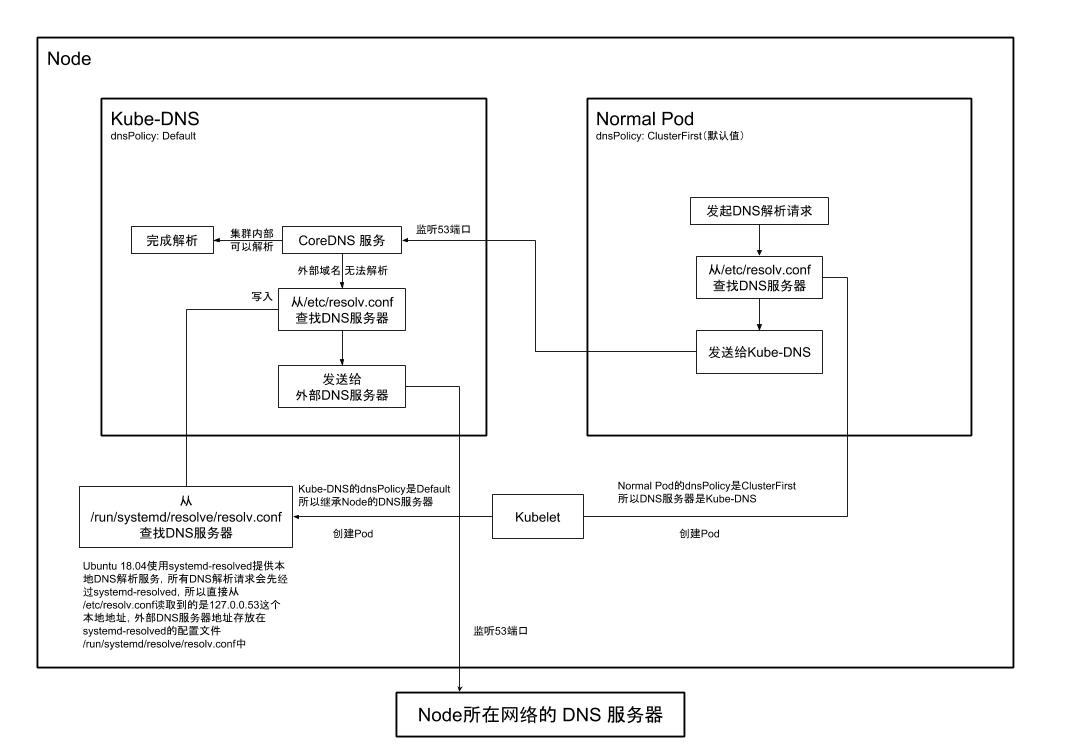 Node
Kube-DNS
dnsPolicy: Default
完成解析
集群内部
可以解析
CoreDNS 服务
监听53端口
外部域名 无法解析
写入
从/etc/resolv.conf
查找DNS服务器
发送给
外部DNS服务器
Normal Pod
dnsPolicy: ClusterFirst（默认值）
发起DNS解析请求
从/etc/resolv.conf
查找DNS服务器
发送给Kube-DNS
从
/run/systemd/resolve/resolv.conf
查找DNS服务器
Kube-DNS的dnsPolicy是Default
所以继承Node的DNS服务器
创建Pod
Kubelet
Normal Pod的dnsPolicy是ClusterFirst
所以DNS服务器是Kube-DNS
创建Pod
Ubuntu 18.04使用systemd-resolved提供本
地DNS解析服务，所有DNS解析请求会先经
过systemd-resolved，所以直接从
/etc/resolv.conf读取到的是127.0.0.53这个
本地地址，外部DNS服务器地址存放在
systemd-resolved的配置文件
/run/systemd/resolve/resolv.conf中
监听53端口
Node所在网络的 DNS 服务器